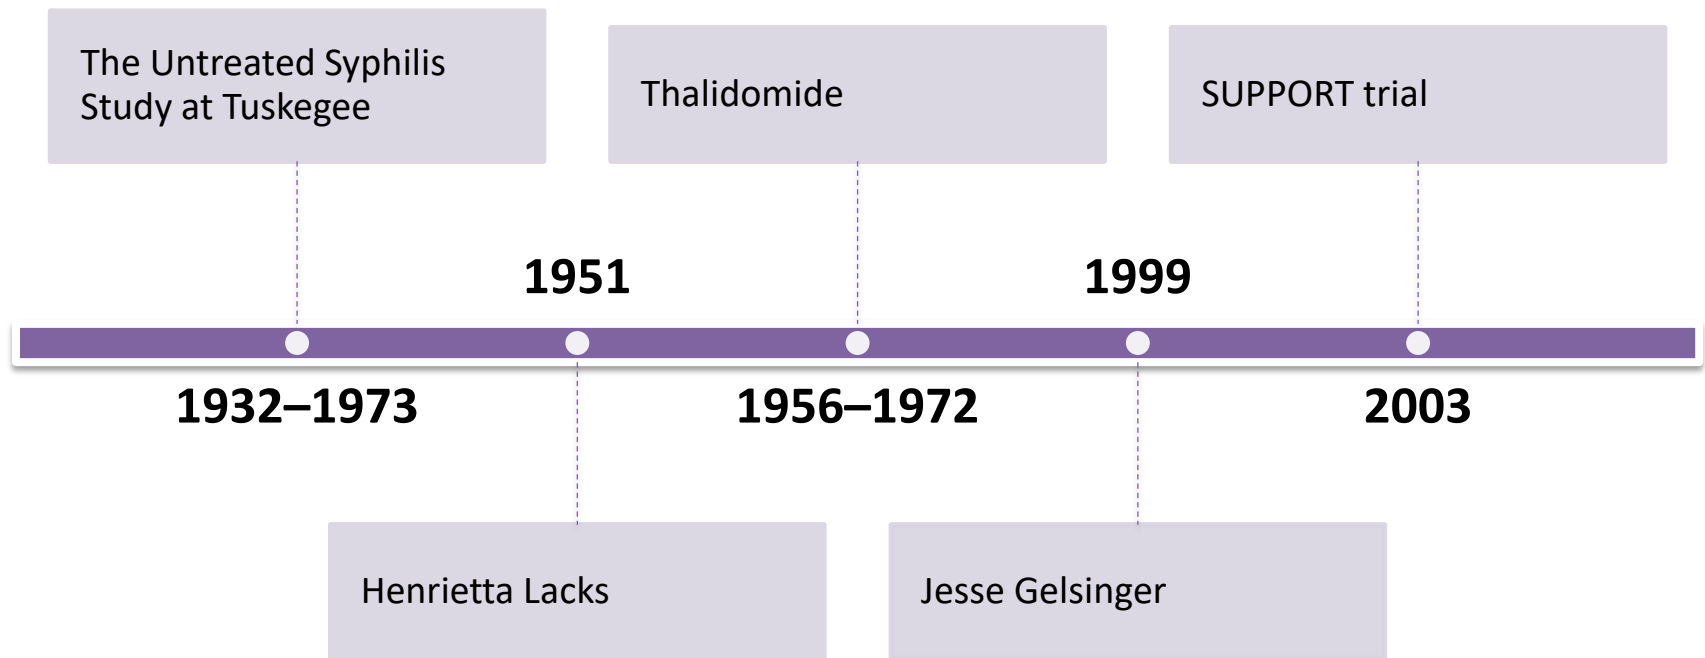 The Untreated Syphilis
Study at Tuskegee
Thalidomide
SUPPORT trial
1951
1999
1932–1973
1956–1972
2003
Henrietta Lacks
Jesse Gelsinger